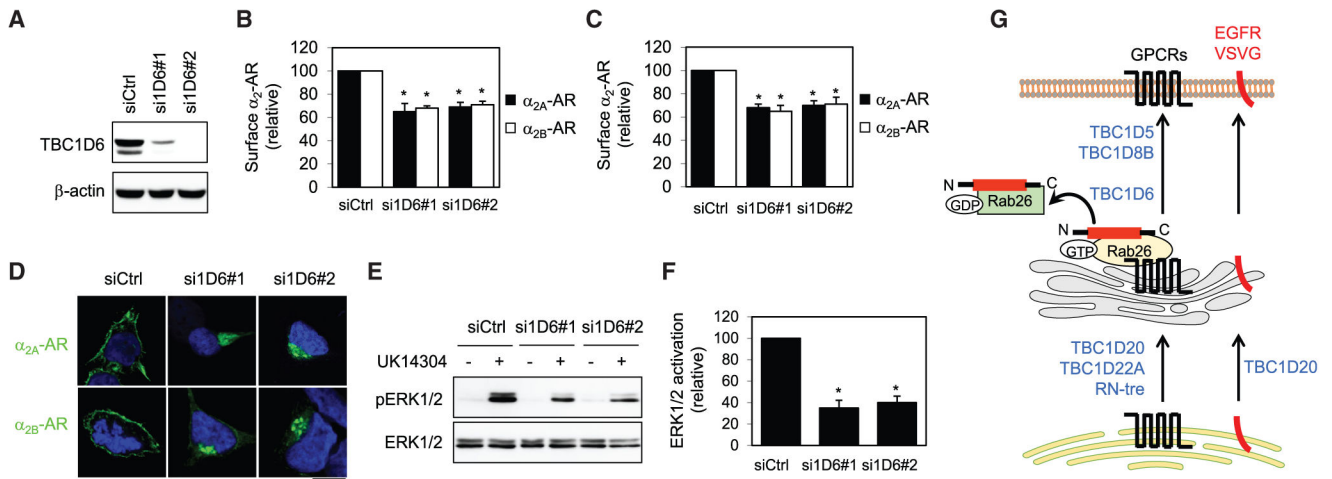 A
siCtrl
si1D6#1
si1D6#2
TBC1D6
β-actin
B
Surface α2-AR
(relative)
120
100
80
60
40
20
0
* * * *
siCtrl si1D6#1 si1D6#2
α2A-AR
α2B-AR
C
Surface α2-AR
(relative)
120
100
80
60
40
20
0
* * * *
siCtrl si1D6#1 si1D6#2
α2A-AR
α2B-AR
D
siCtrl si1D6#1 si1D6#2
α2A-AR
α2B-AR
E
siCtrl si1D6#1 si1D6#2
UK14304 - + - + - +
pERK1/2
ERK1/2
F
ERK1/2 activation
(relative)
120
100
80
60
40
20
0
* *
siCtrl si1D6#1 si1D6#2
G
EGFR
VSVG
GPCRs
TBC1D5
TBC1D8B
TBC1D6
N C
GDP Rab26
N C
GTP Rab26
TBC1D20
TBC1D22A
RN-tre
TBC1D20